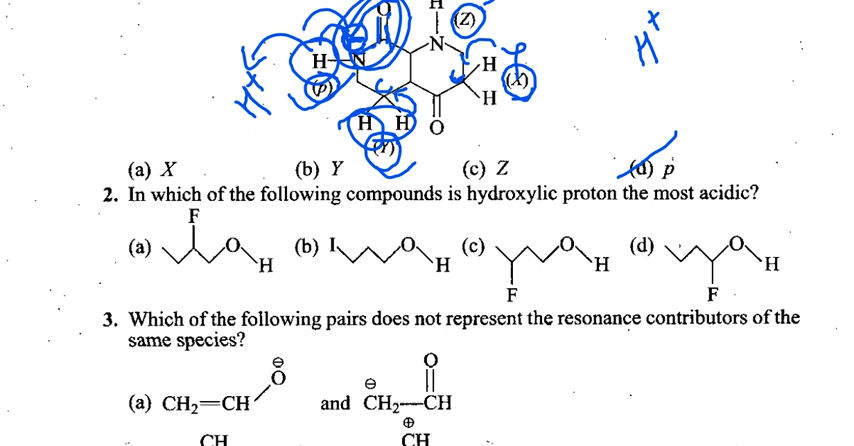 H
O
(Z)
N
H
H
N
H
(X)
(p)
H+
H+
H
H H
O
(Y)
(a) X (b) Y (c) Z (d) p
2. In which of the following compounds is hydroxylic proton the most acidic?
F
(a) O H (b) I O H (c) O H (d) O H
F F
3. Which of the following pairs does not represent the resonance contributors of the
same species?
⊖ O
O ⊖
(a) CH2=CH and CH2—CH
⊕
CH CH